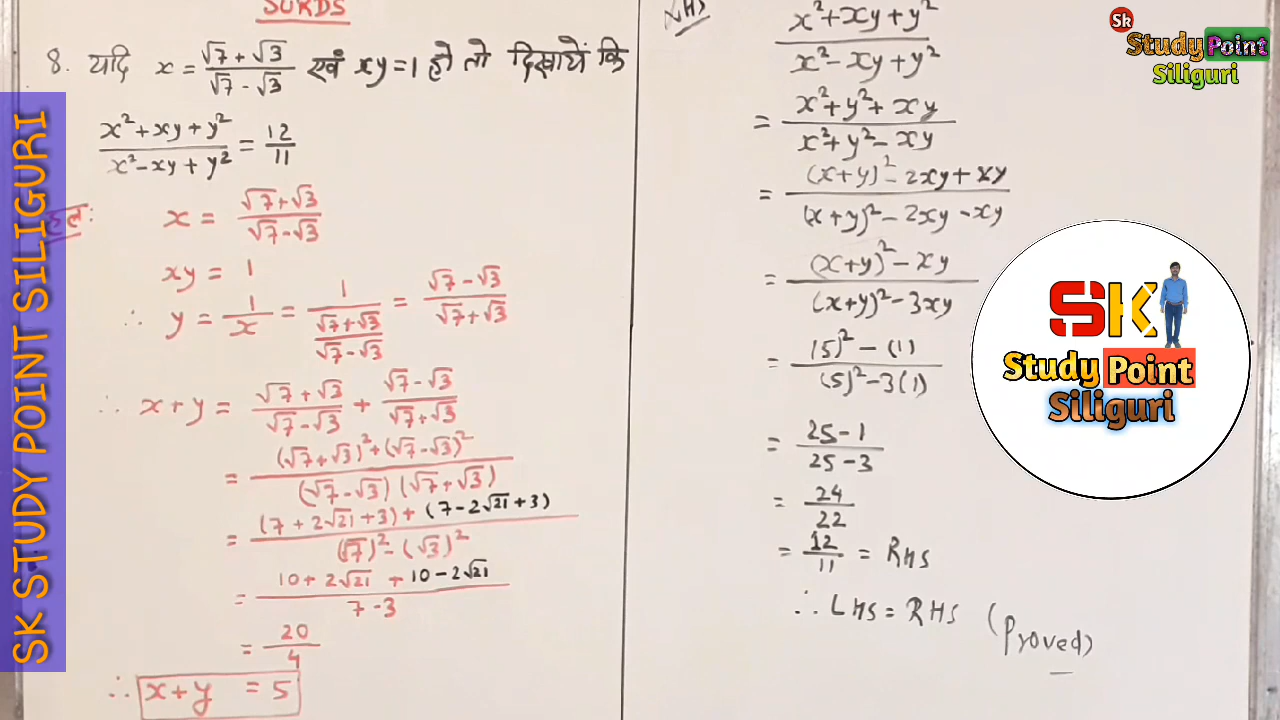 SURDS
8. यदि x = (√7 + √3)/(√7 - √3) एवं xy = 1 हो तो दिखायें कि
(x² + xy + y²)/(x² - xy + y²) = 12/11
हल:
x = (√7 + √3)/(√7 - √3)
xy = 1
∴ y = 1/x = 1/((√7 + √3)/(√7 - √3)) = (√7 - √3)/(√7 + √3)
∴ x + y = (√7 + √3)/(√7 - √3) + (√7 - √3)/(√7 + √3)
= ((√7 + √3)² + (√7 - √3)²)/((√7 - √3)(√7 + √3))
= ((7 + 2√21 + 3) + (7 - 2√21 + 3))/((√7)² - (√3)²)
= (10 + 2√21 + 10 - 2√21)/(7 - 3)
= 20/4
∴ x + y = 5
LHS
(x² + xy + y²)/(x² - xy + y²)
= (x² + y² + xy)/(x² + y² - xy)
= ((x + y)² - 2xy + xy)/((x + y)² - 2xy - xy)
= ((x + y)² - xy)/((x + y)² - 3xy)
= ((5)² - (1))/((5)² - 3(1))
= (25 - 1)/(25 - 3)
= 24/22
= 12/11 = RHS
∴ LHS = RHS (Proved)
Sk
Study Point
Siliguri
SK
Study Point
Siliguri
SK STUDY POINT SILIGURI